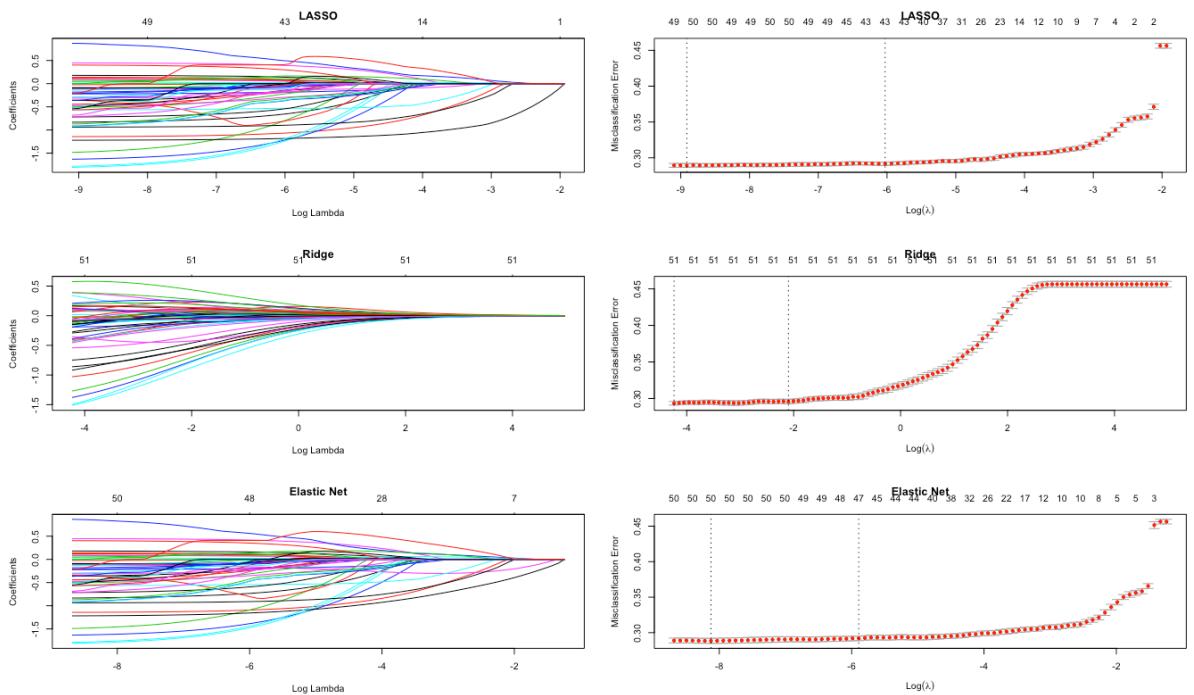 LASSO
49 43 14 1
0.5
0.0
-0.5
-1.5
Coefficients
-9 -8 -7 -6 -5 -4 -3 -2
Log Lambda
LASSO
49 50 50 49 49 50 50 49 49 45 43 43 40 37 31 26 23 14 12 10 9 7 4 2 2
0.45
0.35
0.30
Misclassification Error
-9 -8 -7 -6 -5 -4 -3 -2
Log(λ)
Ridge
51 51 51 51 51
0.5
0.0
-0.5
-1.0
-1.5
Coefficients
-4 -2 0 2 4
Log Lambda
Ridge
51 51 51 51 51 51 51 51 51 51 51 51 51 51 51 51 51 51 51 51 51 51 51 51
0.45
0.40
0.35
0.30
Misclassification Error
-4 -2 0 2 4
Log(λ)
Elastic Net
50 48 28 7
0.5
0.0
-0.5
-1.5
Coefficients
-8 -6 -4 -2
Log Lambda
Elastic Net
50 50 50 50 50 50 50 49 49 48 47 45 44 44 40 38 32 26 22 17 12 10 10 8 5 5 3
0.45
0.35
0.30
Misclassification Error
-8 -6 -4 -2
Log(λ)